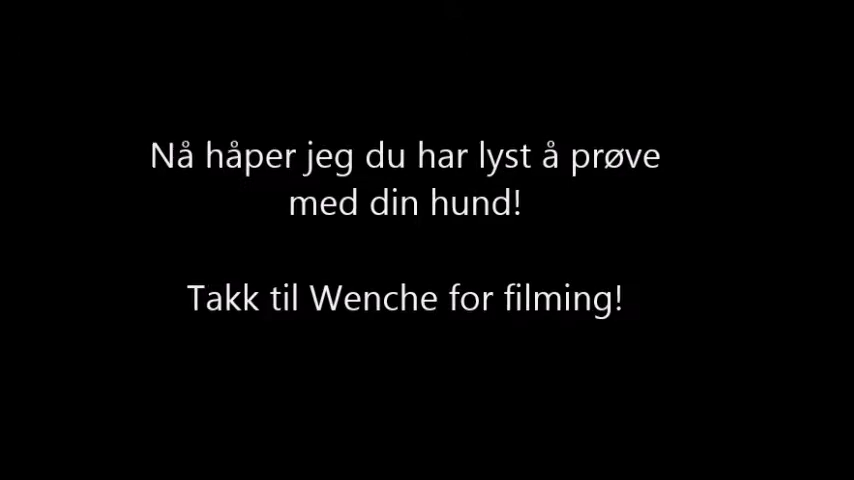 Nå håper jeg du har lyst å prøve
med din hund!
Takk til Wenche for filming!